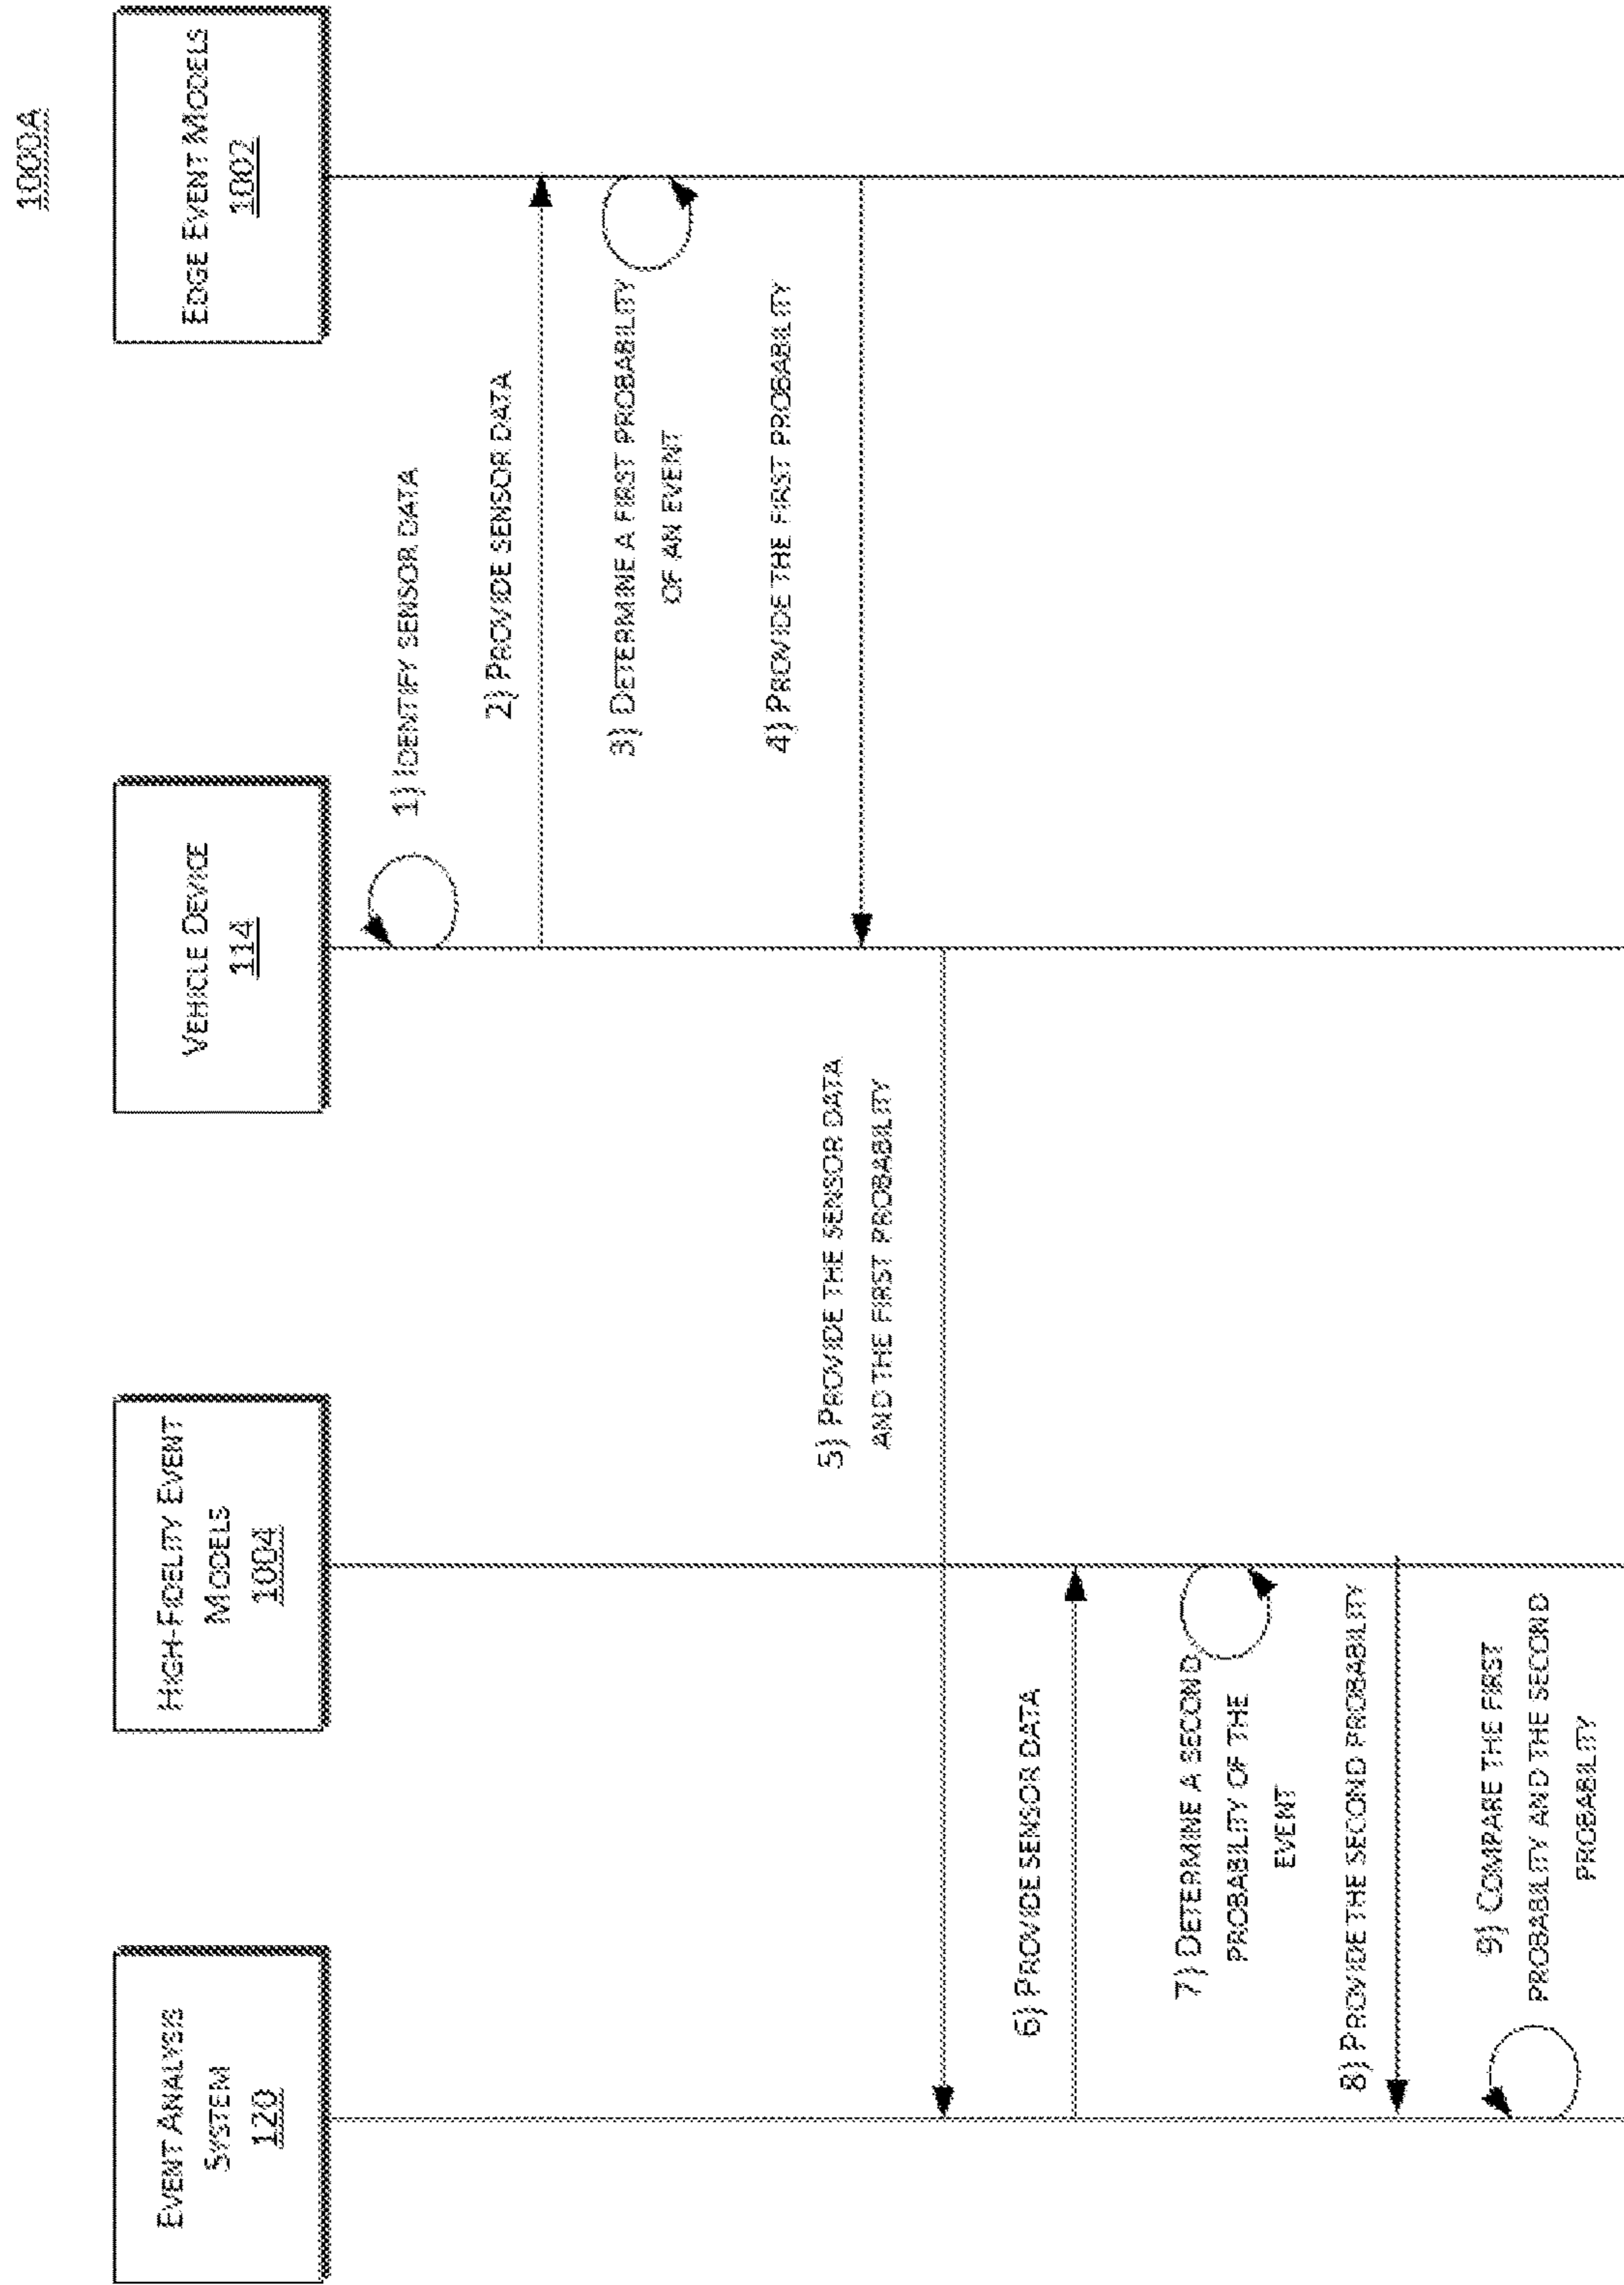 1000A
EVENT ANALYSIS
SYSTEM
120
HIGH-FIDELITY EVENT
MODELS
1004
VEHICLE DEVICE
114
EDGE EVENT MODELS
1002
1) IDENTIFY SENSOR DATA
2) PROVIDE SENSOR DATA
3) DETERMINE A FIRST PROBABILITY
OF AN EVENT
4) PROVIDE THE FIRST PROBABILITY
5) PROVIDE THE SENSOR DATA
AND THE FIRST PROBABILITY
6) PROVIDE SENSOR DATA
7) DETERMINE A SECOND
PROBABILITY OF THE
EVENT
8) PROVIDE THE SECOND PROBABILITY
9) COMPARE THE FIRST
PROBABILITY AND THE SECOND
PROBABILITY